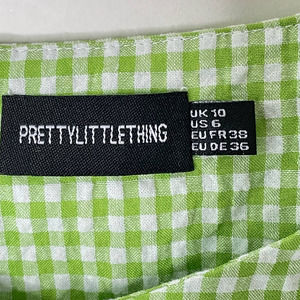 PRETTYLITTLETHING
UK 10
US 6
EU FR 38
EU DE 36